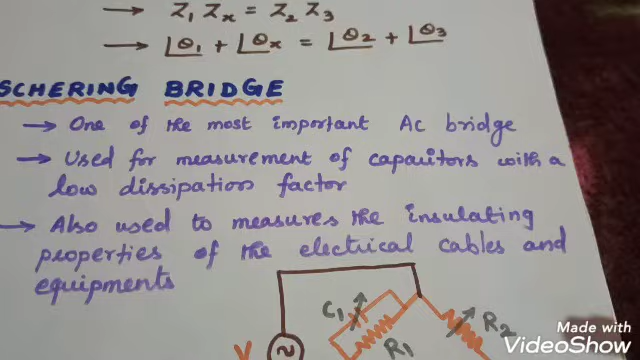 → Z₁ Zₓ = Z₂ Z₃
→ ∠θ₁ + ∠θₓ = ∠θ₂ + ∠θ₃
SCHERING BRIDGE
→ One of the most important Ac bridge
→ Used for measurement of capacitors with a
low dissipation factor
→ Also used to measures the insulating
properties of the electrical cables and
equipments
C₁
R₁
R₂
V
~
Made with
VideoShow